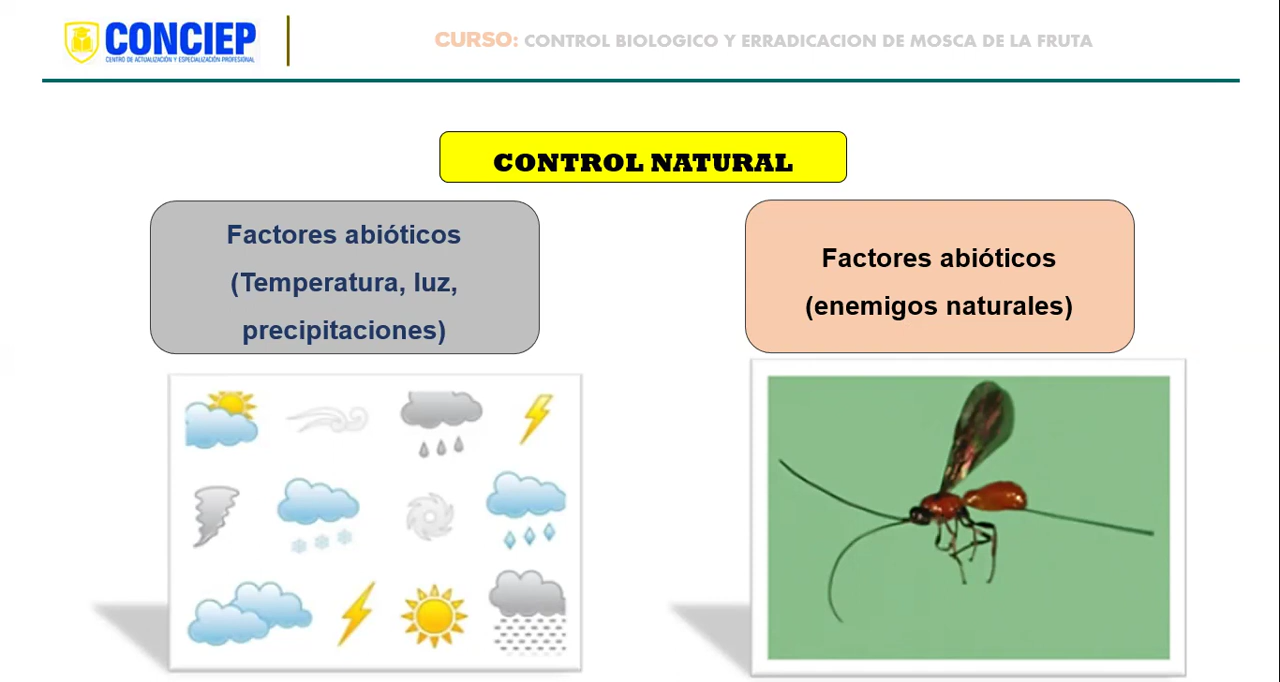 CONCIEP
CENTRO DE ACTUALIZACIÓN Y ESPECIALIZACIÓN PROFESIONAL
CURSO: CONTROL BIOLOGICO Y ERRADICACION DE MOSCA DE LA FRUTA
CONTROL NATURAL
Factores abióticos
(Temperatura, luz,
precipitaciones)
Factores abióticos
(enemigos naturales)